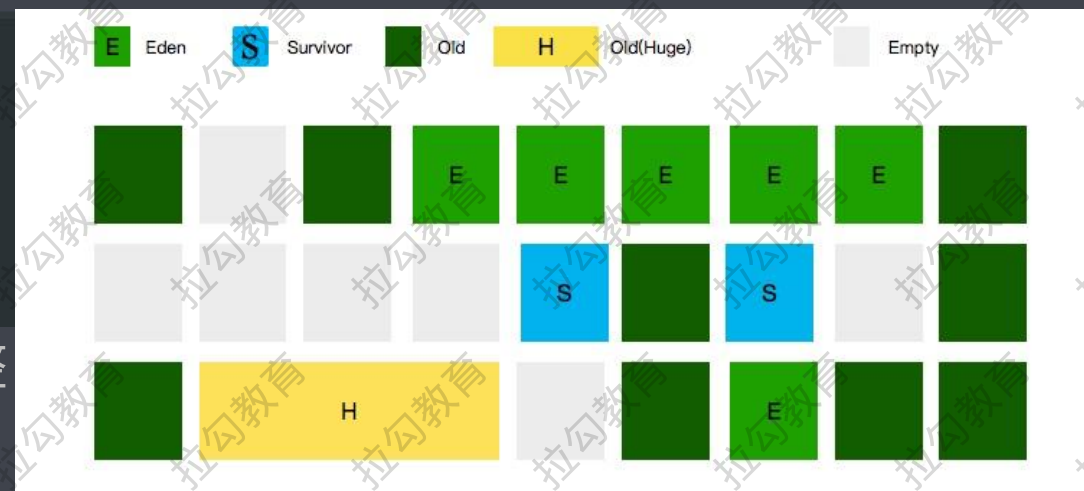 E Eden S Survivor Old H Old(Huge) Empty
E E E E E
S S
H E
拉勾教育